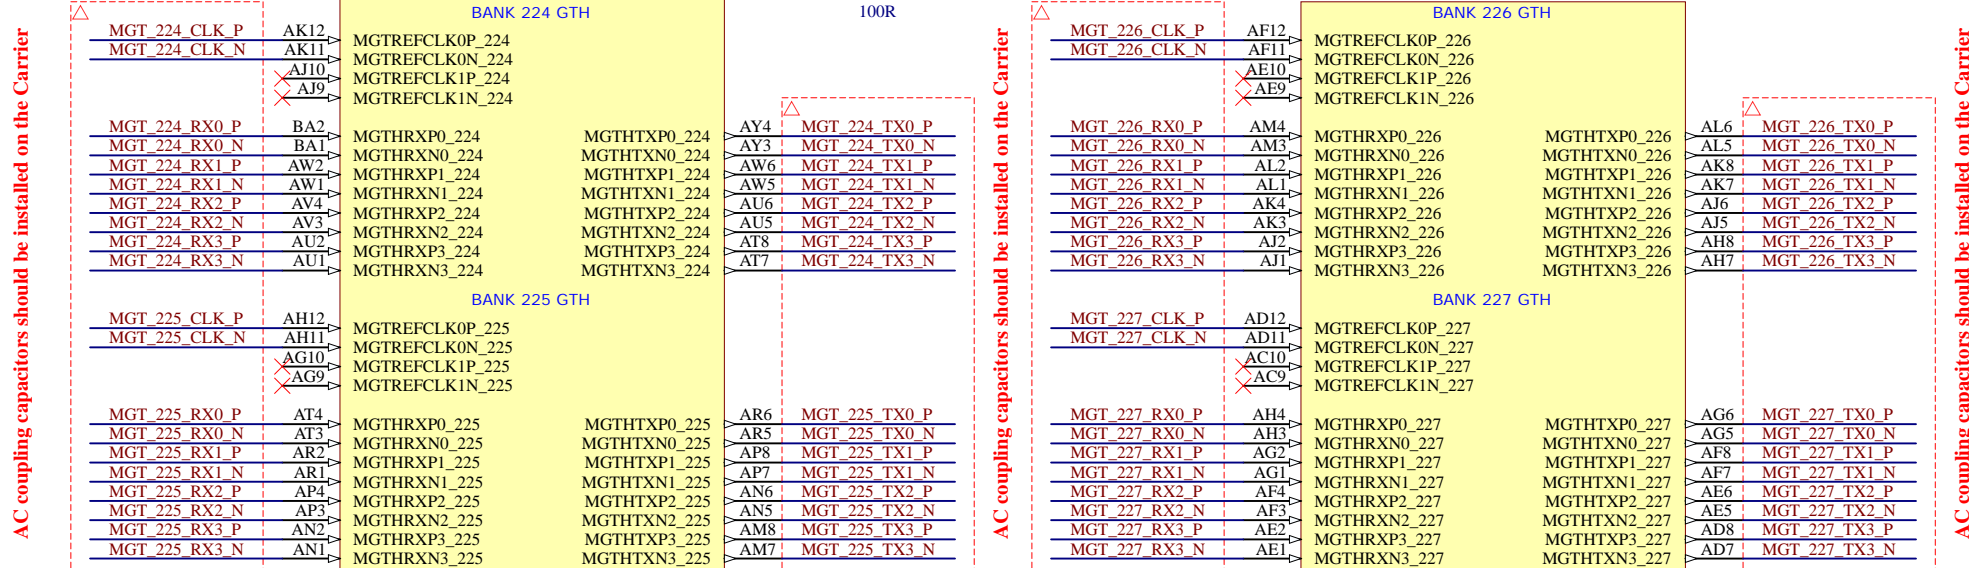 AC coupling capacitors should be installed on the Carrier
BANK 224 GTH
MGT_224_CLK_P AK12 MGTREFCLK0P_224
MGT_224_CLK_N AK11 MGTREFCLK0N_224
AJ10 MGTREFCLK1P_224
AJ9 MGTREFCLK1N_224
MGT_224_RX0_P BA2 MGTHRXP0_224 MGTHTXP0_224 AY4 MGT_224_TX0_P
MGT_224_RX0_N BA1 MGTHRXN0_224 MGTHTXN0_224 AY3 MGT_224_TX0_N
MGT_224_RX1_P AW2 MGTHRXP1_224 MGTHTXP1_224 AW6 MGT_224_TX1_P
MGT_224_RX1_N AW1 MGTHRXN1_224 MGTHTXN1_224 AW5 MGT_224_TX1_N
MGT_224_RX2_P AV4 MGTHRXP2_224 MGTHTXP2_224 AU6 MGT_224_TX2_P
MGT_224_RX2_N AV3 MGTHRXN2_224 MGTHTXN2_224 AU5 MGT_224_TX2_N
MGT_224_RX3_P AU2 MGTHRXP3_224 MGTHTXP3_224 AT8 MGT_224_TX3_P
MGT_224_RX3_N AU1 MGTHRXN3_224 MGTHTXN3_224 AT7 MGT_224_TX3_N
BANK 225 GTH
MGT_225_CLK_P AH12 MGTREFCLK0P_225
MGT_225_CLK_N AH11 MGTREFCLK0N_225
AG10 MGTREFCLK1P_225
AG9 MGTREFCLK1N_225
MGT_225_RX0_P AT4 MGTHRXP0_225 MGTHTXP0_225 AR6 MGT_225_TX0_P
MGT_225_RX0_N AT3 MGTHRXN0_225 MGTHTXN0_225 AR5 MGT_225_TX0_N
MGT_225_RX1_P AR2 MGTHRXP1_225 MGTHTXP1_225 AP8 MGT_225_TX1_P
MGT_225_RX1_N AR1 MGTHRXN1_225 MGTHTXN1_225 AP7 MGT_225_TX1_N
MGT_225_RX2_P AP4 MGTHRXP2_225 MGTHTXP2_225 AN6 MGT_225_TX2_P
MGT_225_RX2_N AP3 MGTHRXN2_225 MGTHTXN2_225 AN5 MGT_225_TX2_N
MGT_225_RX3_P AN2 MGTHRXP3_225 MGTHTXP3_225 AM8 MGT_225_TX3_P
MGT_225_RX3_N AN1 MGTHRXN3_225 MGTHTXN3_225 AM7 MGT_225_TX3_N
100R
AC coupling capacitors should be installed on the Carrier
BANK 226 GTH
MGT_226_CLK_P AF12 MGTREFCLK0P_226
MGT_226_CLK_N AF11 MGTREFCLK0N_226
AE10 MGTREFCLK1P_226
AE9 MGTREFCLK1N_226
MGT_226_RX0_P AM4 MGTHRXP0_226 MGTHTXP0_226 AL6 MGT_226_TX0_P
MGT_226_RX0_N AM3 MGTHRXN0_226 MGTHTXN0_226 AL5 MGT_226_TX0_N
MGT_226_RX1_P AL2 MGTHRXP1_226 MGTHTXP1_226 AK8 MGT_226_TX1_P
MGT_226_RX1_N AL1 MGTHRXN1_226 MGTHTXN1_226 AK7 MGT_226_TX1_N
MGT_226_RX2_P AK4 MGTHRXP2_226 MGTHTXP2_226 AJ6 MGT_226_TX2_P
MGT_226_RX2_N AK3 MGTHRXN2_226 MGTHTXN2_226 AJ5 MGT_226_TX2_N
MGT_226_RX3_P AJ2 MGTHRXP3_226 MGTHTXP3_226 AH8 MGT_226_TX3_P
MGT_226_RX3_N AJ1 MGTHRXN3_226 MGTHTXN3_226 AH7 MGT_226_TX3_N
BANK 227 GTH
MGT_227_CLK_P AD12 MGTREFCLK0P_227
MGT_227_CLK_N AD11 MGTREFCLK0N_227
AC10 MGTREFCLK1P_227
AC9 MGTREFCLK1N_227
MGT_227_RX0_P AH4 MGTHRXP0_227 MGTHTXP0_227 AG6 MGT_227_TX0_P
MGT_227_RX0_N AH3 MGTHRXN0_227 MGTHTXN0_227 AG5 MGT_227_TX0_N
MGT_227_RX1_P AG2 MGTHRXP1_227 MGTHTXP1_227 AF8 MGT_227_TX1_P
MGT_227_RX1_N AG1 MGTHRXN1_227 MGTHTXN1_227 AF7 MGT_227_TX1_N
MGT_227_RX2_P AF4 MGTHRXP2_227 MGTHTXP2_227 AE6 MGT_227_TX2_P
MGT_227_RX2_N AF3 MGTHRXN2_227 MGTHTXN2_227 AE5 MGT_227_TX2_N
MGT_227_RX3_P AE2 MGTHRXP3_227 MGTHTXP3_227 AD8 MGT_227_TX3_P
MGT_227_RX3_N AE1 MGTHRXN3_227 MGTHTXN3_227 AD7 MGT_227_TX3_N
AC coupling capacitors should be installed on the Carrier